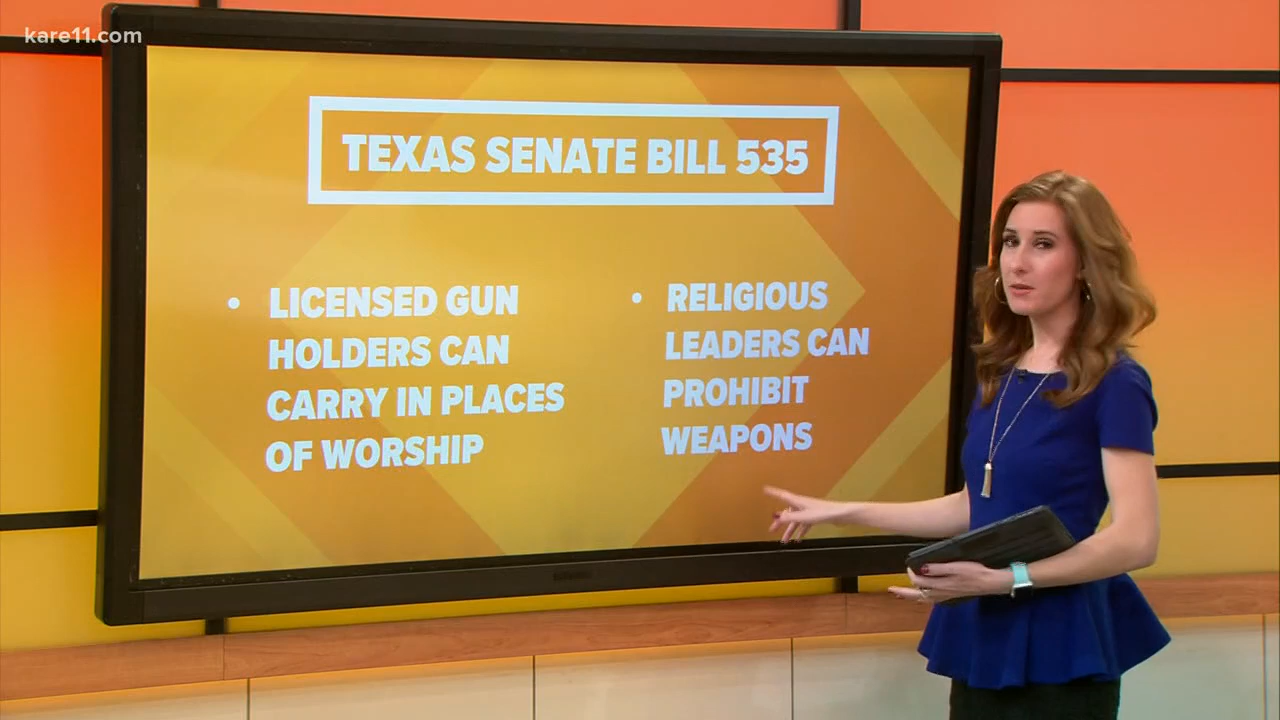 kare11.com
TEXAS SENATE BILL 535
• LICENSED GUN
HOLDERS CAN
CARRY IN PLACES
OF WORSHIP
• RELIGIOUS
LEADERS CAN
PROHIBIT
WEAPONS